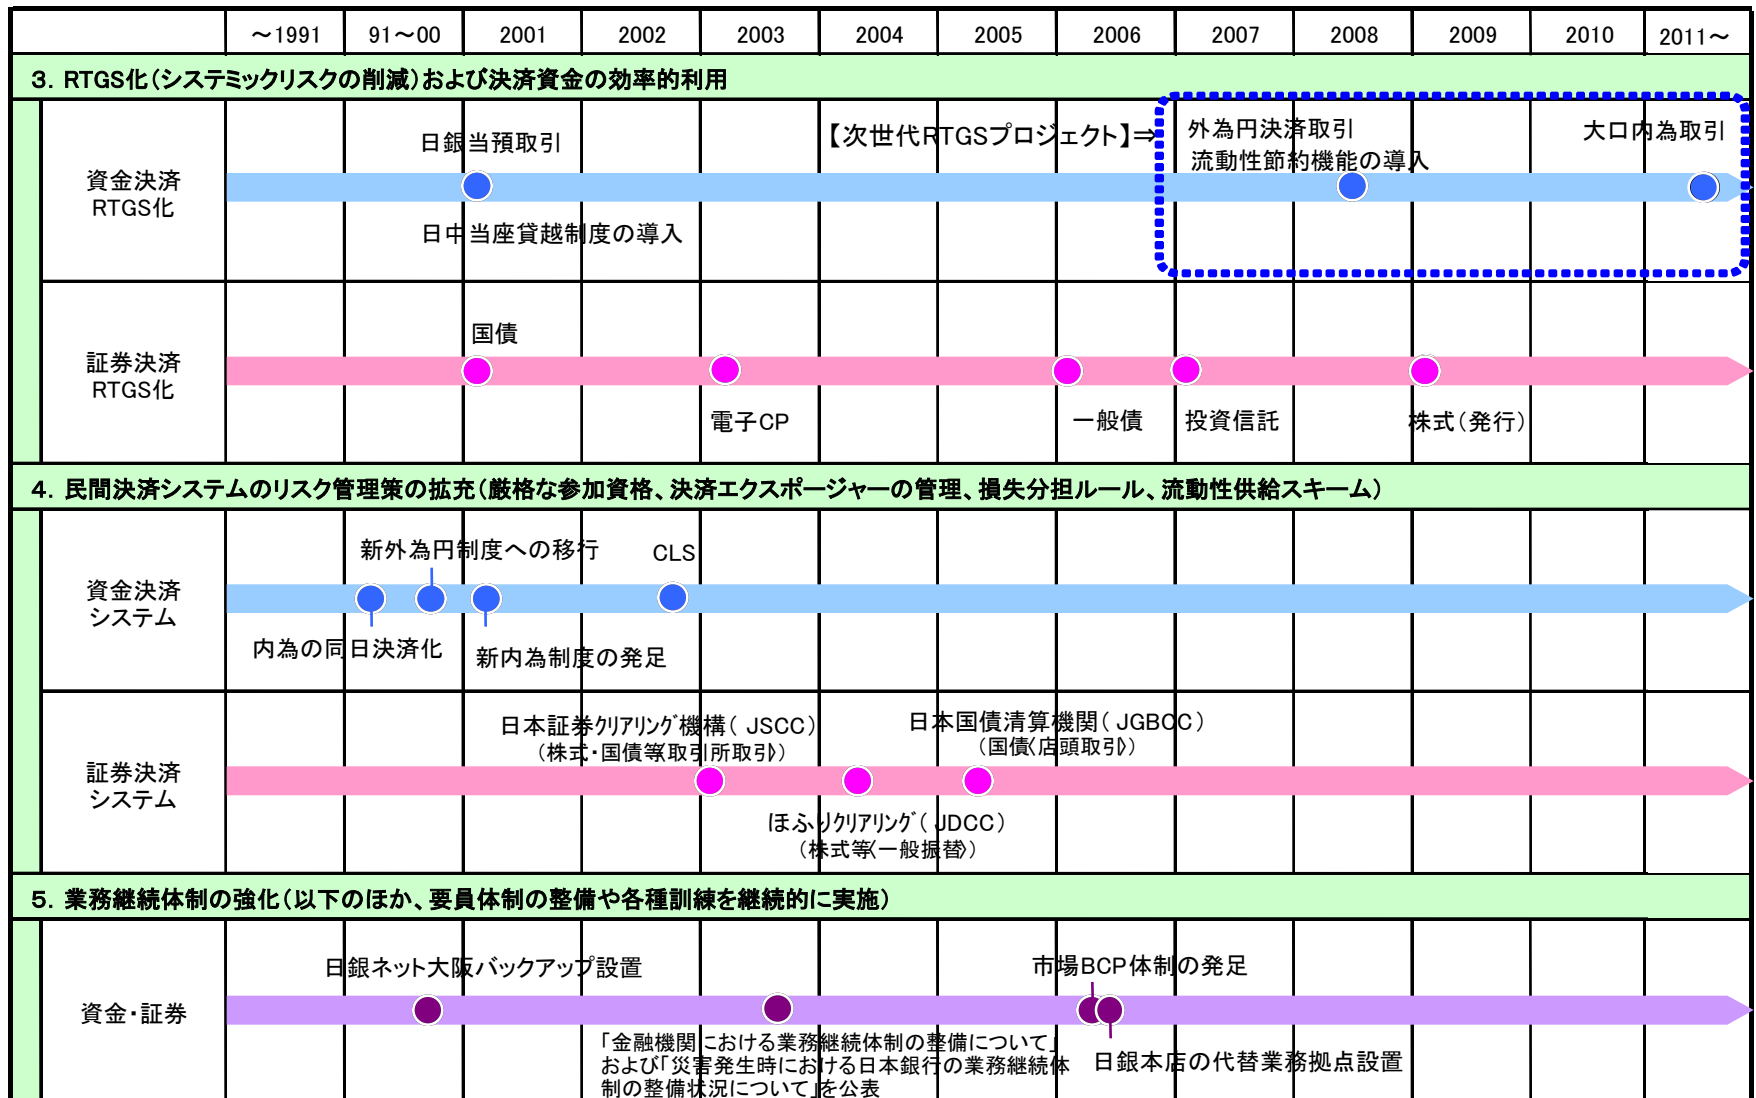 ～1991 91～00 2001 2002 2003 2004 2005 2006 2007 2008 2009 2010 2011～
3．RTGS化（システミックリスクの削減）および決済資金の効率的利用
資金決済
RTGS化
日銀当預取引
日中当座貸越制度の導入
【次世代RTGSプロジェクト】⇒
外為円決済取引
流動性節約機能の導入
大口内為取引
証券決済
RTGS化
国債
電子CP
一般債
投資信託
株式（発行）
4．民間決済システムのリスク管理策の拡充（厳格な参加資格、決済エクスポージャーの管理、損失分担ルール、流動性供給スキーム）
資金決済
システム
新外為円制度への移行
CLS
内為の同日決済化
新内為制度の発足
証券決済
システム
日本証券ｸﾘｱﾘﾝｸﾞ機構（JSCC）
（株式・国債等〈取引所取引〉）
日本国債清算機関（JGBCC）
（国債〈店頭取引〉）
ほふりｸﾘｱﾘﾝｸﾞ（JDCC）
（株式等〈一般振替〉）
5．業務継続体制の強化（以下のほか、要員体制の整備や各種訓練を継続的に実施）
資金・証券
日銀ネット大阪バックアップ設置
「金融機関における業務継続体制の整備について」
および「災害発生時における日本銀行の業務継続体
制の整備状況について」を公表
市場BCP体制の発足
日銀本店の代替業務拠点設置